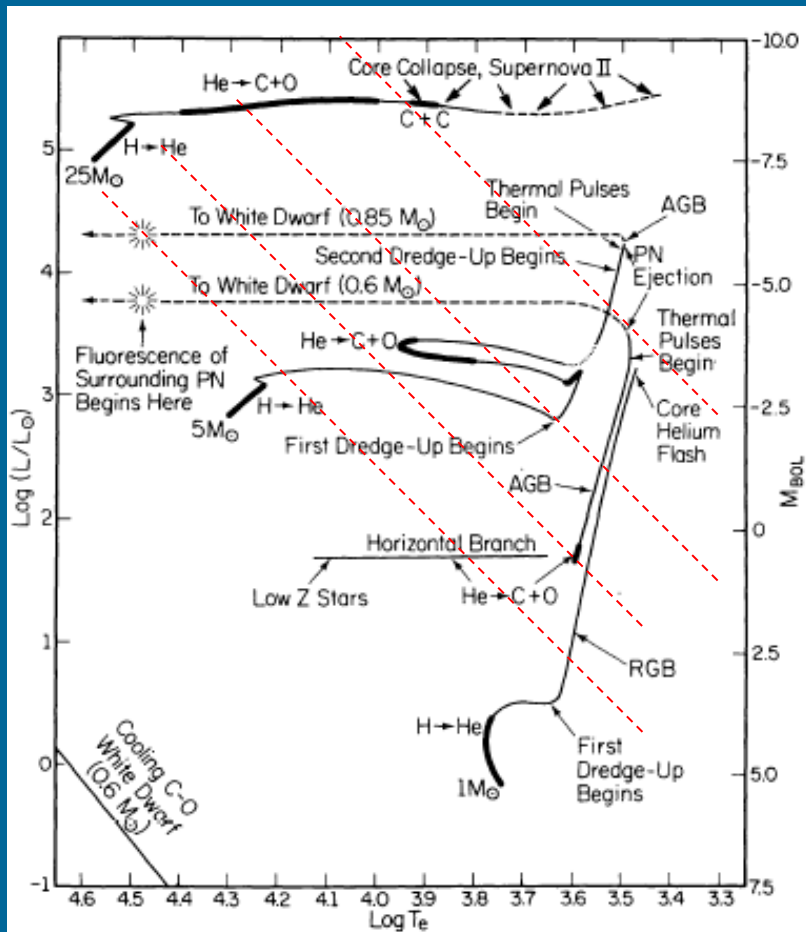 Core Collapse, Supernova II
He→C+O
C+C
H→He
25M⊙
Thermal Pulses
Begin
AGB
To White Dwarf (0.85 M⊙)
Second Dredge-Up Begins
PN
Ejection
To White Dwarf (0.6 M⊙)
Thermal
Pulses
Begin
He→C+O
Fluorescence of
Surrounding PN
Begins Here
H→He
5M⊙
First Dredge-Up Begins
Core
Helium
Flash
AGB
Horizontal Branch
Low Z Stars
He→C+O
RGB
H→He
1M⊙
First
Dredge-Up
Begins
Cooling C-O
White Dwarf
(0.6 M⊙)
Log (L/L⊙)
5
4
3
2
1
0
-1
-10.0
-7.5
-5.0
-2.5
0
2.5
5.0
7.5
MBOL
4.6 4.5 4.4 4.3 4.2 4.1 4.0 3.9 3.8 3.7 3.6 3.5 3.4 3.3
Log Te